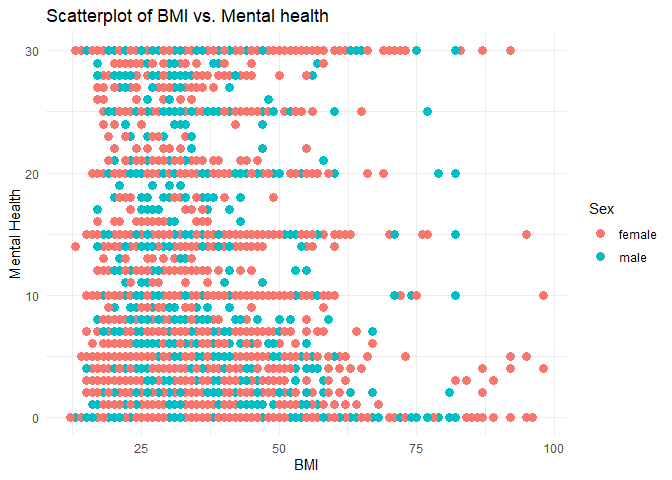 Scatterplot of BMI vs. Mental health
30
20
10
0
Mental Health
25
50
75
100
BMI
Sex
female
male